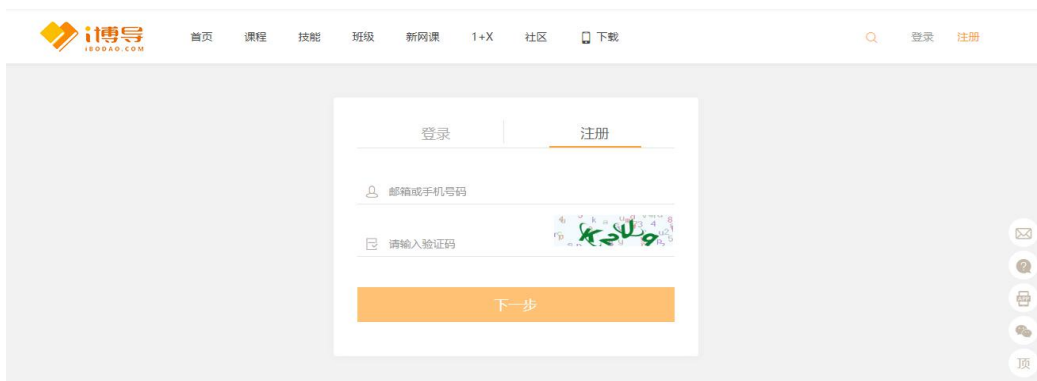 i博导
IBODAO.COM
首页 课程 技能 班级 新网课 1+X 社区 下载 登录 注册
登录 注册
邮箱或手机号码
请输入验证码
K2Uq
下一步
APP
顶